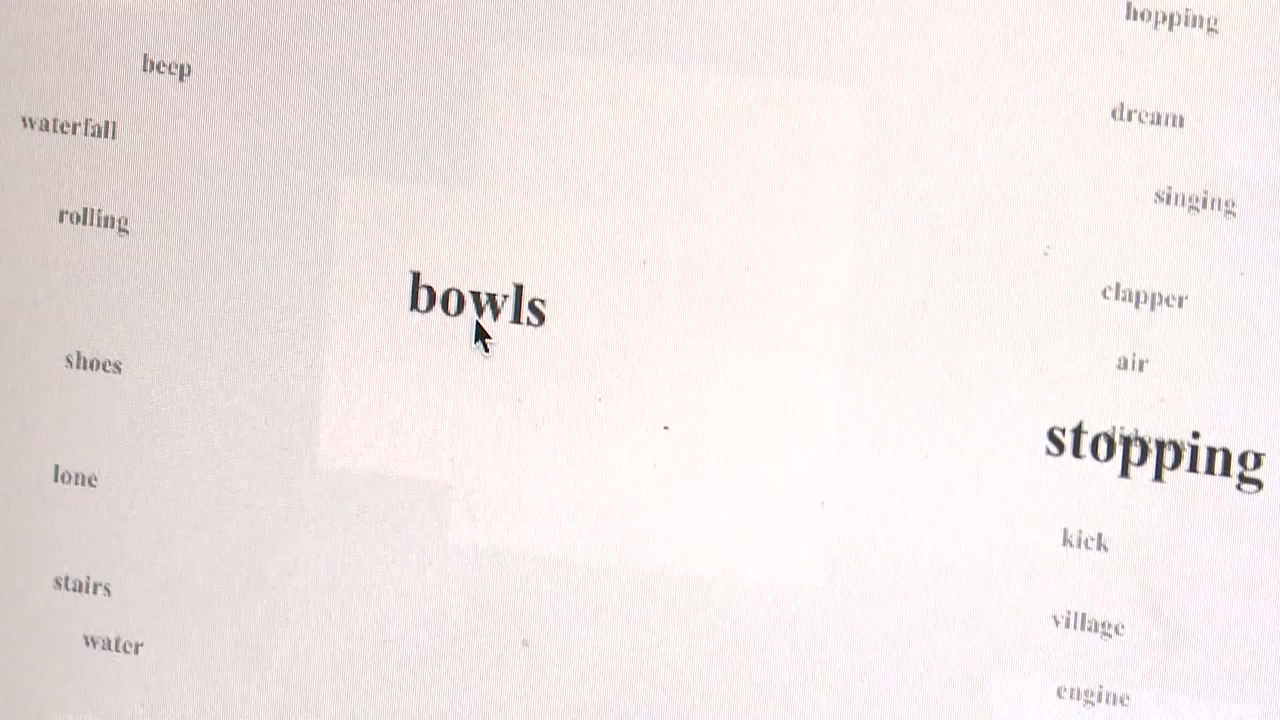 hopping
beep
dream
waterfall
singing
rolling
bowls
clapper
shoes
air
stopping
lone
kick
stairs
village
water
engine